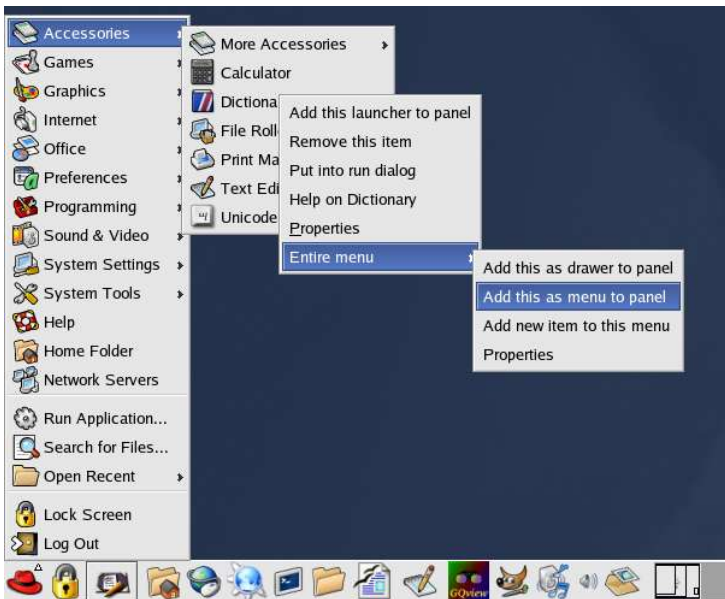 Accessories
Games
Graphics
Internet
Office
Preferences
Programming
Sound & Video
System Settings
System Tools
Help
Home Folder
Network Servers
Run Application...
Search for Files...
Open Recent
Lock Screen
Log Out
More Accessories
Calculator
Dictiona
File Roll
Print Ma
Text Edi
Unicode
Add this launcher to panel
Remove this item
Put into run dialog
Help on Dictionary
Properties
Entire menu
Add this as drawer to panel
Add this as menu to panel
Add new item to this menu
Properties
GQview